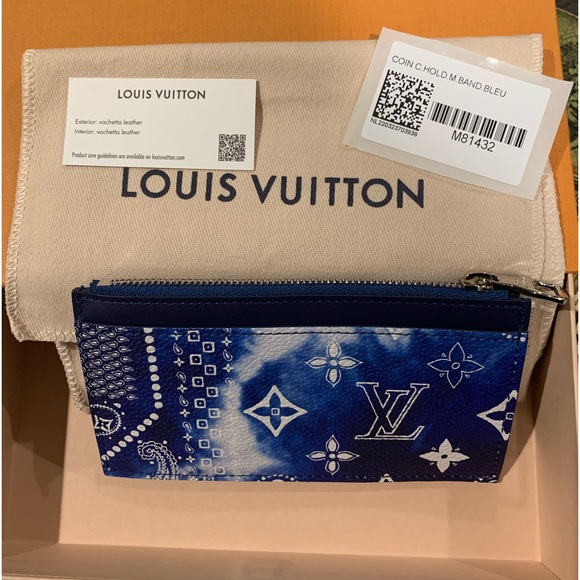 LOUIS VUITTON
Exterior: vachetta leather
Interior: vachetta leather
Product care guidelines are available on louisvuitton.com
COIN C.HOLD M.BAND.BLEU
NL220323703938
M81432
LOUIS VUITTON
LV